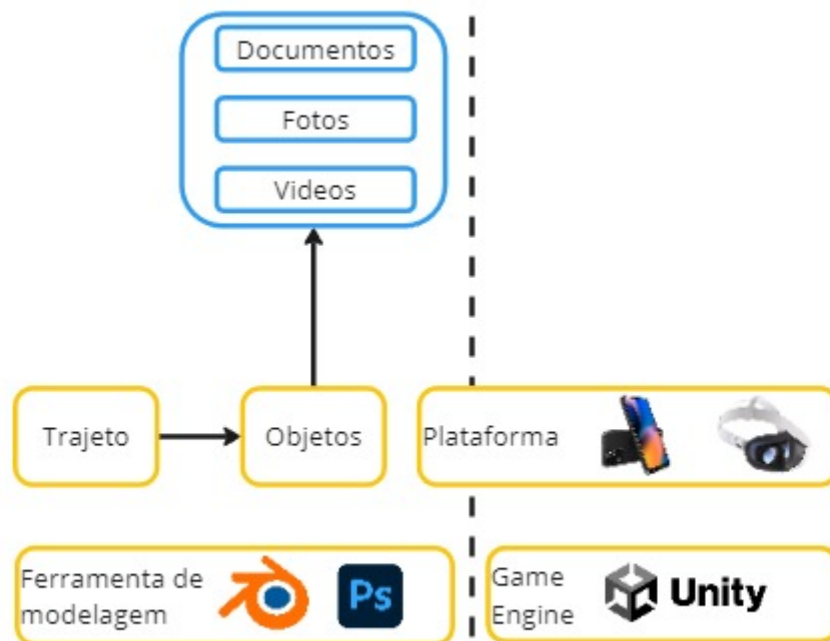 Documentos
Fotos
Videos
Trajeto
Objetos
Plataforma
Ferramenta de
modelagem
Ps
Game
Engine
Unity